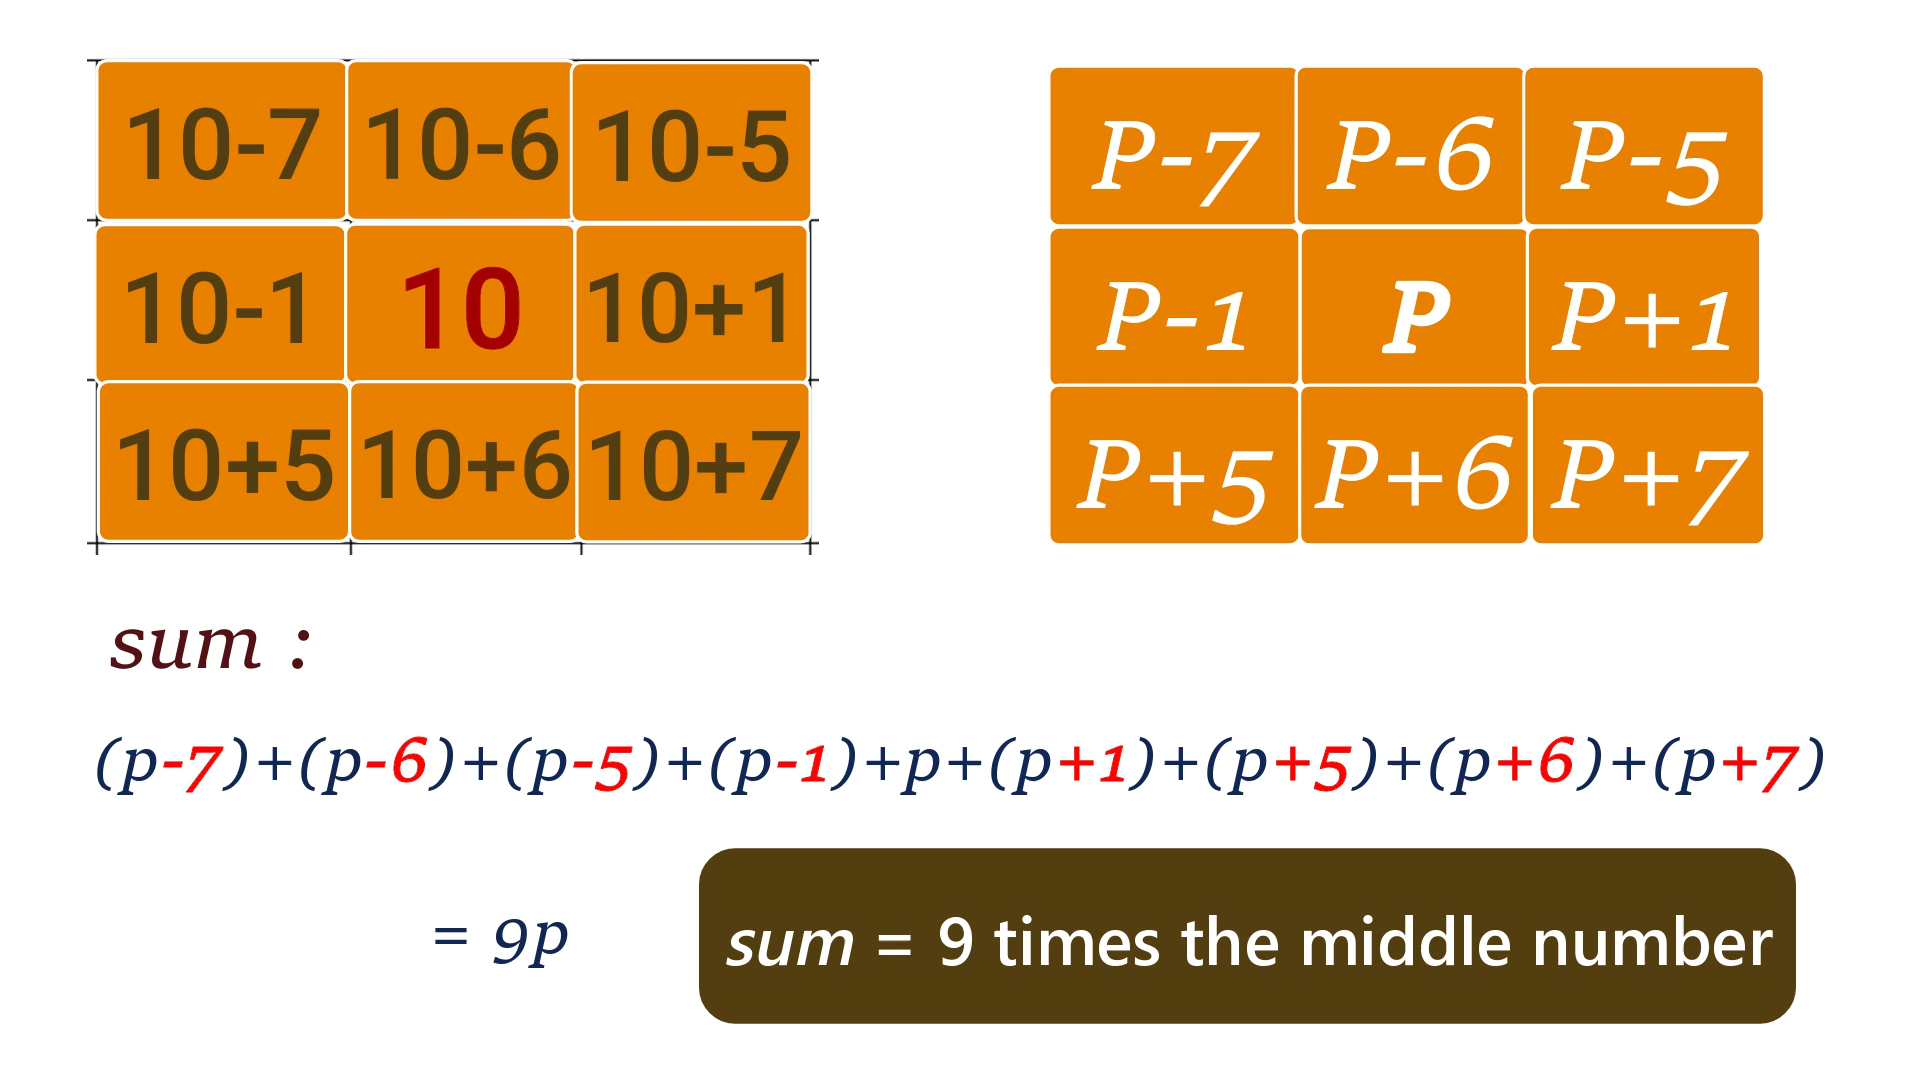 10-7 10-6 10-5
10-1 10 10+1
10+5 10+6 10+7
P-7 P-6 P-5
P-1 P P+1
P+5 P+6 P+7
sum :
(p-7)+(p-6)+(p-5)+(p-1)+p+(p+1)+(p+5)+(p+6)+(p+7)
= 9p
sum = 9 times the middle number